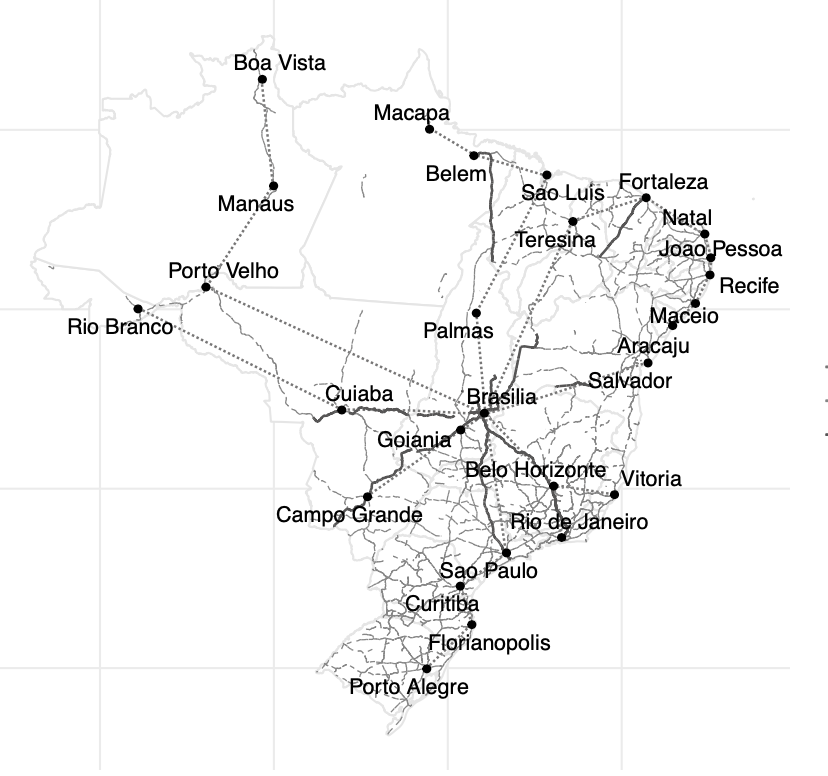 Boa Vista
Macapa
Belem
Sao Luis
Fortaleza
Manaus
Natal
Teresina
Joao Pessoa
Porto Velho
Recife
Maceio
Rio Branco
Palmas
Aracaju
Salvador
Cuiaba
Brasilia
Goiania
Belo Horizonte
Vitoria
Campo Grande
Rio de Janeiro
Sao Paulo
Curitiba
Florianopolis
Porto Alegre